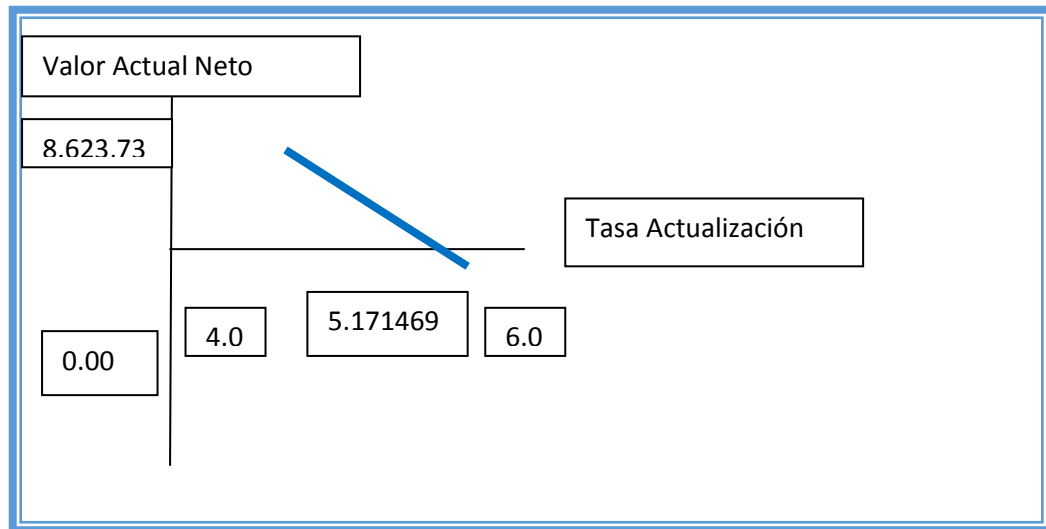 Valor Actual Neto
8.623.73
Tasa Actualización
5.171469
4.0
6.0
0.00